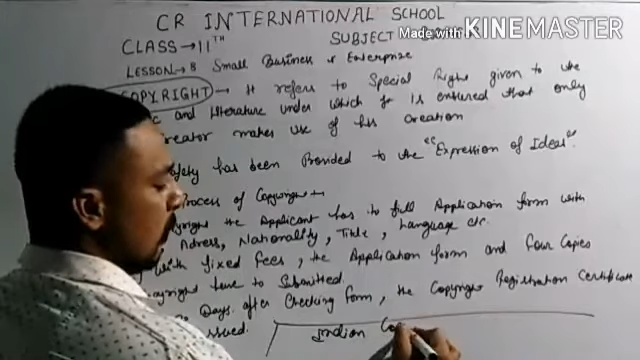 CR INTERNATIONAL SCHOOL
CLASS → 11TH SUBJECT
Made with KINEMASTER
LESSON → 8 Small Business & Enterprise
COPYRIGHT → It refers to Special Right given to the
and literature under which it is ensured that only
creator makes use of his creation
has been Provided to the "Expression of Ideas".
Process of Copyright
the Applicant has to full Application form with
Adress, Nationality, Title, Language etc.
with fixed fees, the Application form and four Copies
have to Submitted.
Days after Checking form, the Copyright Registration Certificate
issued.
Indian